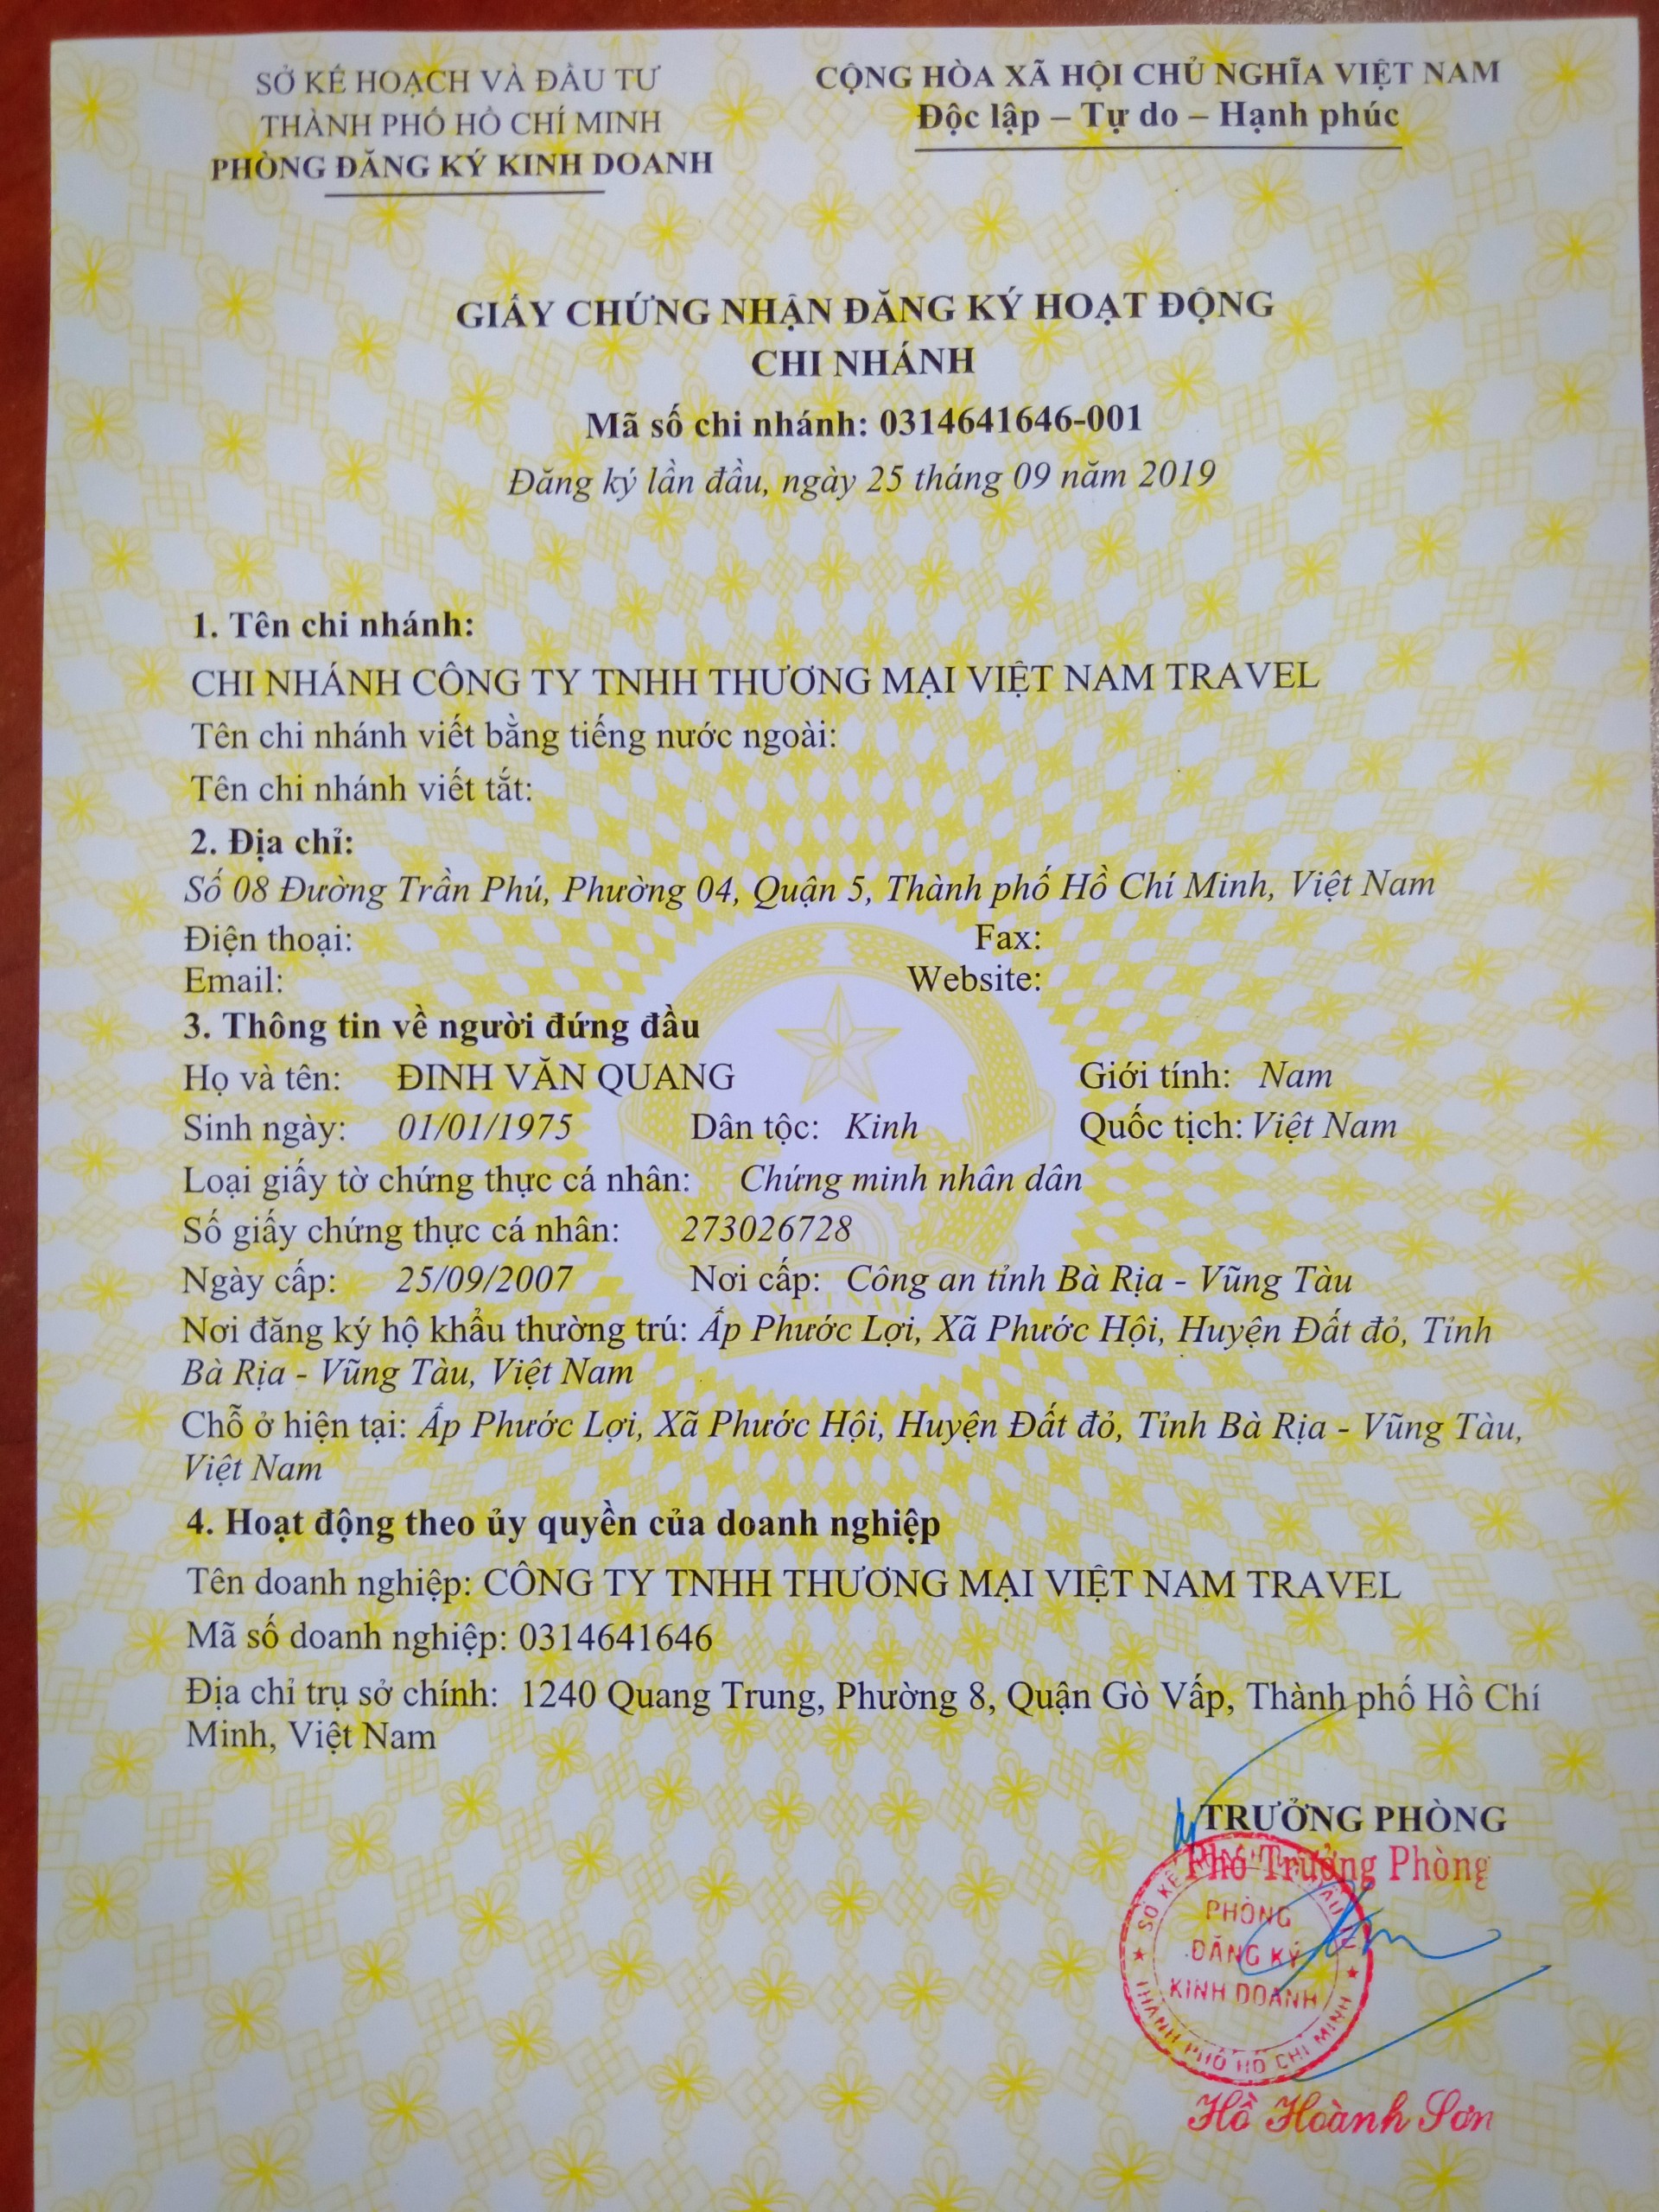 SỞ KẾ HOẠCH VÀ ĐẦU TƯ
THÀNH PHỐ HỒ CHÍ MINH
PHÒNG ĐĂNG KÝ KINH DOANH
CỘNG HÒA XÃ HỘI CHỦ NGHĨA VIỆT NAM
Độc lập – Tự do – Hạnh phúc
GIẤY CHỨNG NHẬN ĐĂNG KÝ HOẠT ĐỘNG
CHI NHÁNH
Mã số chi nhánh: 0314641646-001
Đăng ký lần đầu, ngày 25 tháng 09 năm 2019
1. Tên chi nhánh:
CHI NHÁNH CÔNG TY TNHH THƯƠNG MẠI VIỆT NAM TRAVEL
Tên chi nhánh viết bằng tiếng nước ngoài:
Tên chi nhánh viết tắt:
2. Địa chỉ:
Số 08 Đường Trần Phú, Phường 04, Quận 5, Thành phố Hồ Chí Minh, Việt Nam
Điện thoại: Fax:
Email: Website:
3. Thông tin về người đứng đầu
Họ và tên: ĐINH VĂN QUANG Giới tính: Nam
Sinh ngày: 01/01/1975 Dân tộc: Kinh Quốc tịch: Việt Nam
Loại giấy tờ chứng thực cá nhân: Chứng minh nhân dân
Số giấy chứng thực cá nhân: 273026728
Ngày cấp: 25/09/2007 Nơi cấp: Công an tỉnh Bà Rịa - Vũng Tàu
Nơi đăng ký hộ khẩu thường trú: Ấp Phước Lợi, Xã Phước Hội, Huyện Đất đỏ, Tỉnh
Bà Rịa - Vũng Tàu, Việt Nam
Chỗ ở hiện tại: Ấp Phước Lợi, Xã Phước Hội, Huyện Đất đỏ, Tỉnh Bà Rịa - Vũng Tàu,
Việt Nam
4. Hoạt động theo ủy quyền của doanh nghiệp
Tên doanh nghiệp: CÔNG TY TNHH THƯƠNG MẠI VIỆT NAM TRAVEL
Mã số doanh nghiệp: 0314641646
Địa chỉ trụ sở chính: 1240 Quang Trung, Phường 8, Quận Gò Vấp, Thành phố Hồ Chí
Minh, Việt Nam
TRƯỞNG PHÒNG
Phó Trưởng Phòng
PHÒNG
ĐĂNG KÝ
KINH DOANH
THÀNH PHỐ HỒ CHÍ MINH
Hồ Hoành Sơn